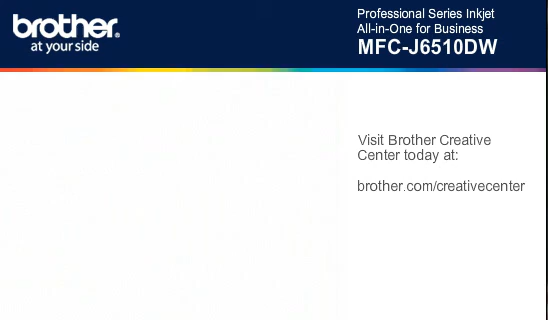 brother
at your side
Professional Series Inkjet
All-in-One for Business
MFC-J6510DW
Visit Brother Creative
Center today at:
brother.com/creativecenter